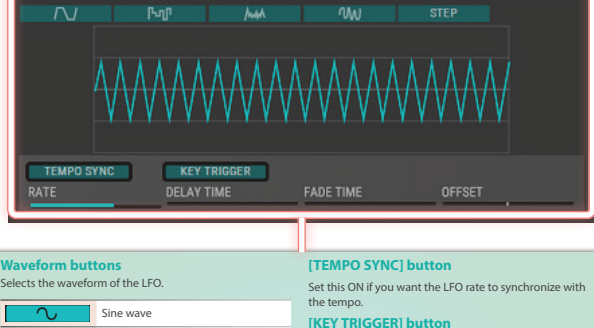 STEP
TEMPO SYNC
KEY TRIGGER
RATE
DELAY TIME
FADE TIME
OFFSET
Waveform buttons
Selects the waveform of the LFO.
Sine wave
[TEMPO SYNC] button
Set this ON if you want the LFO rate to synchronize with
the tempo.
[KEY TRIGGER] button